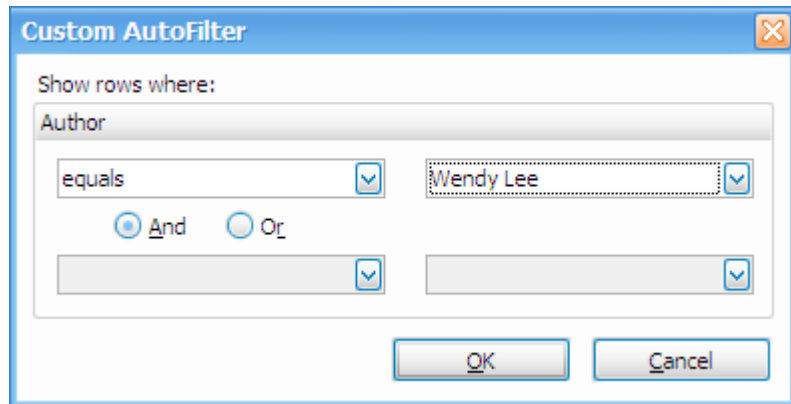 Custom AutoFilter
Show rows where:
Author
equals Wendy Lee
And Or
OK Cancel